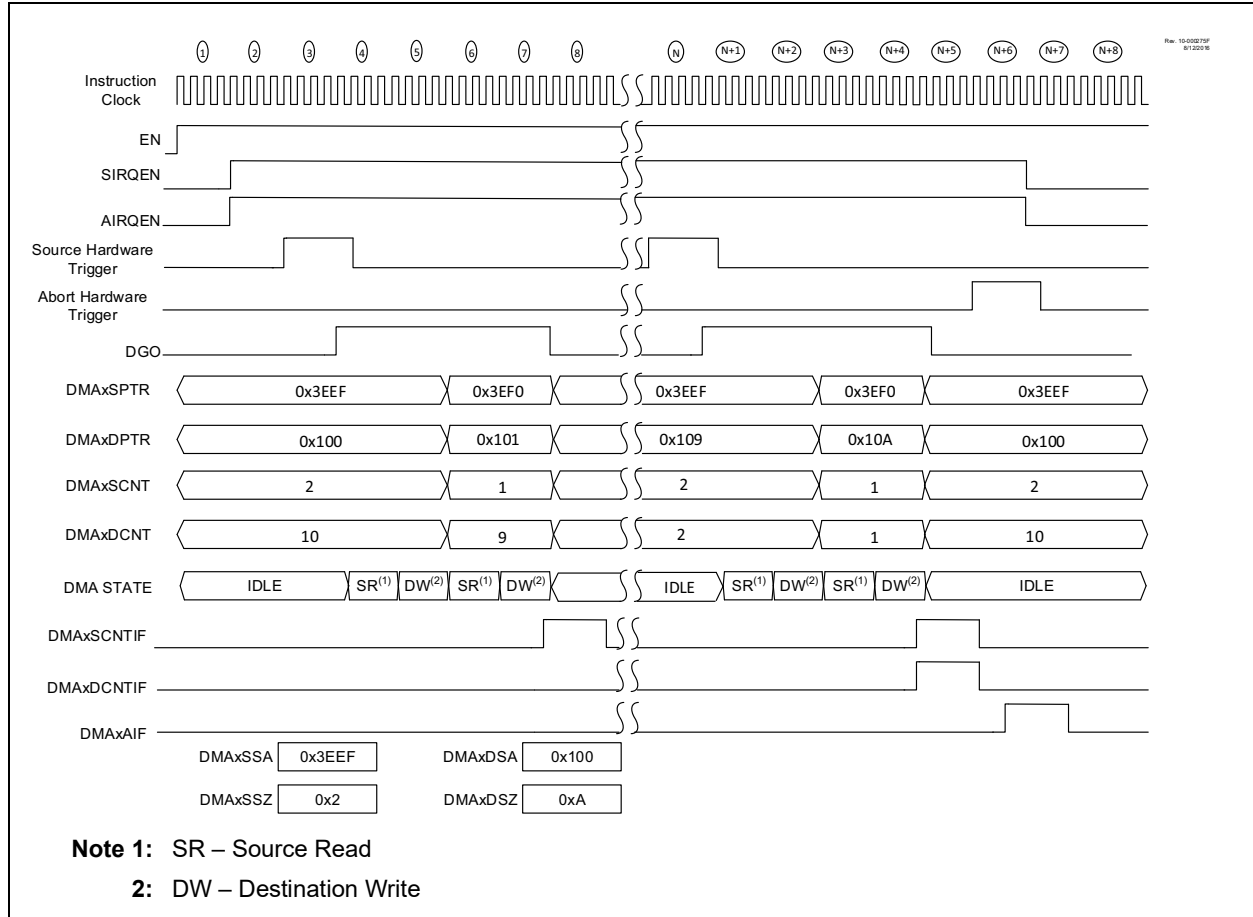 1 2 3 4 5 6 7 8 N N+1 N+2 N+3 N+4 N+5 N+6 N+7 N+8
Rev. 10-000275F
8/12/2016
Instruction
Clock
EN
SIRQEN
AIRQEN
Source Hardware
Trigger
Abort Hardware
Trigger
DGO
DMAxSPTR 0x3EEF 0x3EF0 0x3EEF 0x3EF0 0x3EEF
DMAxDPTR 0x100 0x101 0x109 0x10A 0x100
DMAxSCNT 2 1 2 1 2
DMAxDCNT 10 9 2 1 10
DMA STATE IDLE SR(1) DW(2) SR(1) DW(2) IDLE SR(1) DW(2) SR(1) DW(2) IDLE
DMAxSCNTIF
DMAxDCNTIF
DMAxAIF
DMAxSSA 0x3EEF DMAxDSA 0x100
DMAxSSZ 0x2 DMAxDSZ 0xA
Note 1: SR – Source Read
2: DW – Destination Write